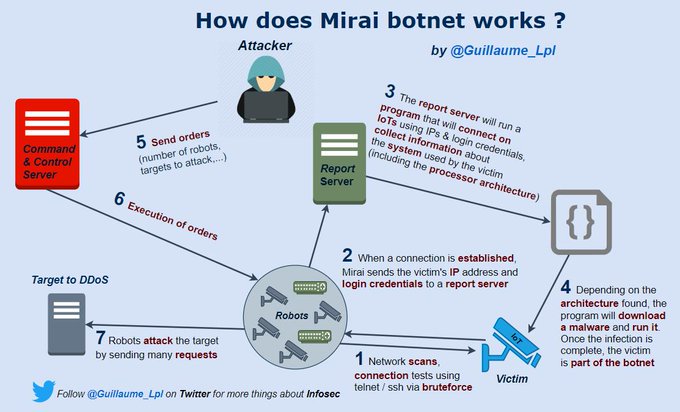 How does Mirai botnet works ?
by @Guillaume_Lpl
Attacker
Command
& Control
Server
5 Send orders
(number of robots,
targets to attack,...)
Report
Server
3 The report server will run a
program that will connect on
IoTs using IPs & login credenials,
collect information about
the system used by the victim
(including the processor architecture)
{}
6 Execution of orders
2 When a connection is established,
Mirai sends the victim's IP address and
login credentials to a report server
Target to DDoS
Robots
4 Depending on the
architecture found, the
program will download
a malware and run it.
Once the infection is
complete, the victim
is part of the botnet
IoT
Victim
7 Robots attack the target
by sending many requests
1 Network scans,
connection tests using
telnet / ssh via bruteforce
Follow @Guillaume_Lpl on Twitter for more things about Infosec